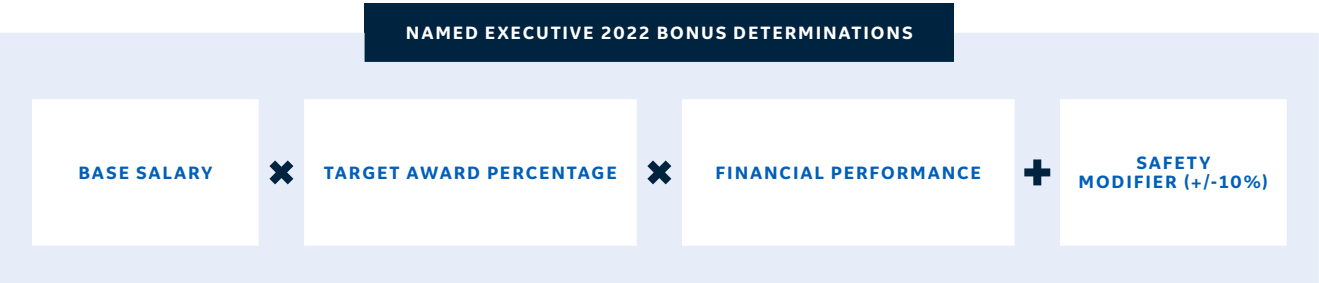 NAMED EXECUTIVE 2022 BONUS DETERMINATIONS
BASE SALARY
TARGET AWARD PERCENTAGE
FINANCIAL PERFORMANCE
SAFETY
MODIFIER (+/-10%)